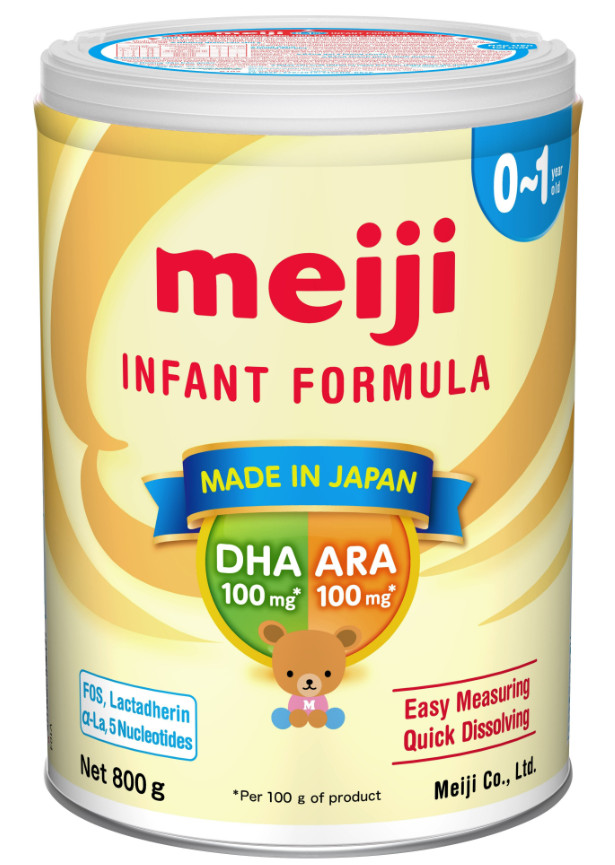 0~1 year old
meiji
INFANT FORMULA
MADE IN JAPAN
DHA ARA
100 mg* 100 mg*
M
FOS, Lactadherin
α-La, 5 Nucleotides
Easy Measuring
Quick Dissolving
Net 800 g
*Per 100 g of product
Meiji Co., Ltd.